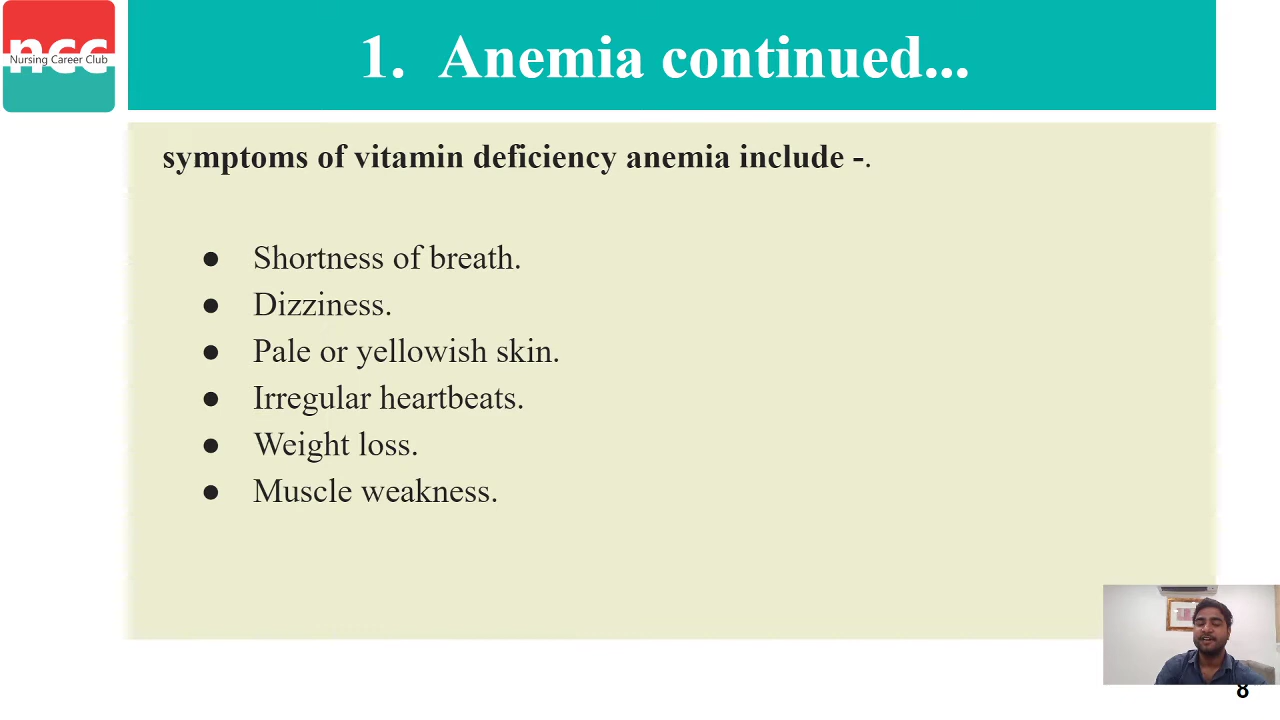 ncc
Nursing Career Club
1. Anemia continued...
symptoms of vitamin deficiency anemia include -.
● Shortness of breath.
● Dizziness.
● Pale or yellowish skin.
● Irregular heartbeats.
● Weight loss.
● Muscle weakness.
8